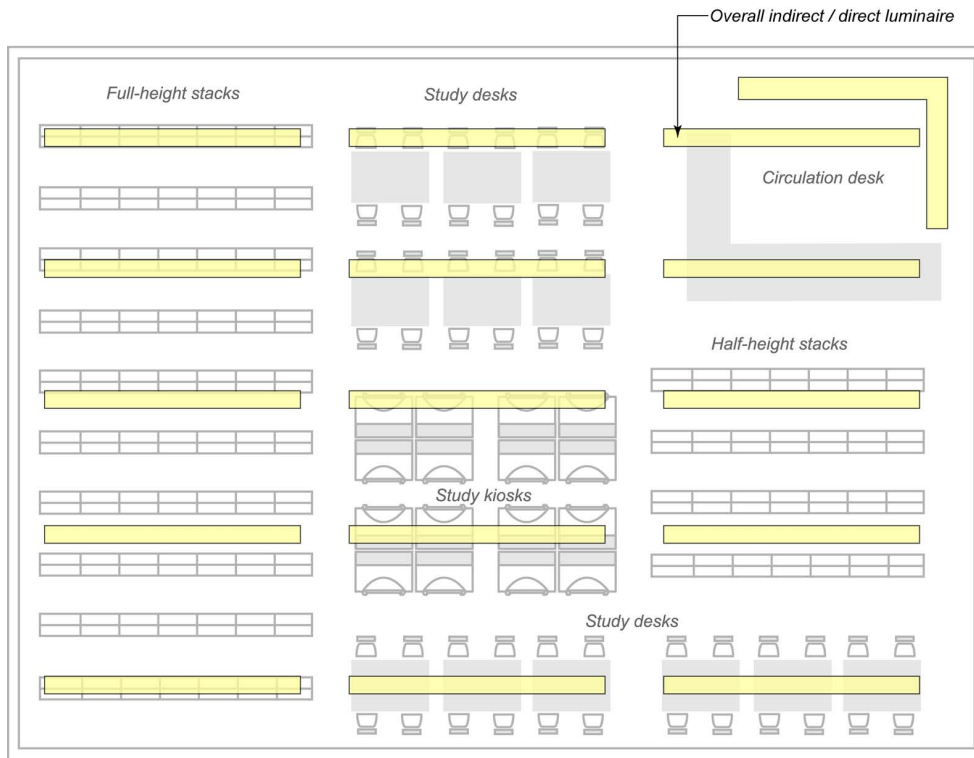 Overall indirect / direct luminaire
Full-height stacks
Study desks
Circulation desk
Half-height stacks
Study kiosks
Study desks